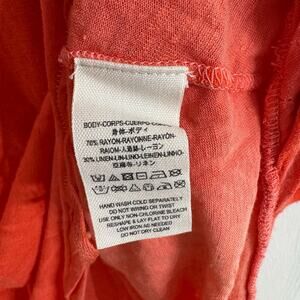 BODY-CORPS-CUERPO-
身体-ボディ
70% RAYON-RAYONNE-RAYÓN-
RAION-人造絲-レーヨン
30% LINEN-LIN-LINO-LEINEN-LINHO-
亞麻布-リネン
HAND WASH COLD SEPARATELY
DO NOT WRING OR TWIST
USE ONLY NON-CHLORINE BLEACH
RESHAPE & LAY FLAT TO DRY
LOW IRON AS NEEDED
DO NOT DRY CLEAN